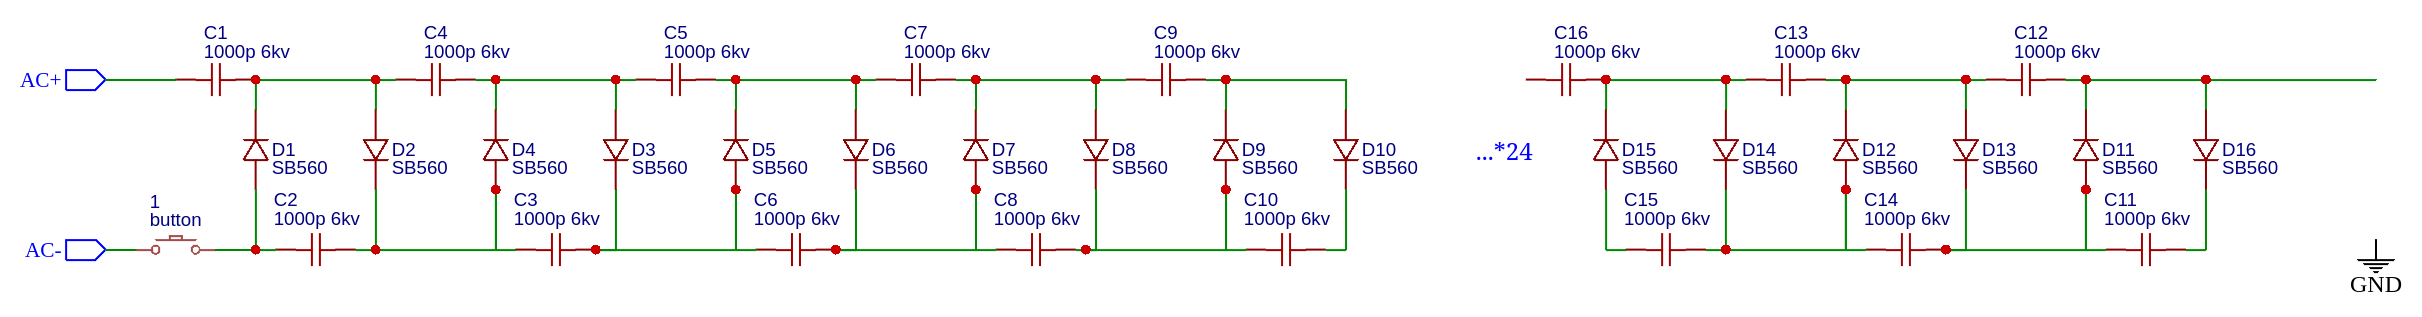 C1
1000p 6kv
C4
1000p 6kv
C5
1000p 6kv
C7
1000p 6kv
C9
1000p 6kv
C16
1000p 6kv
C13
1000p 6kv
C12
1000p 6kv
AC+
D1
SB560
D2
SB560
D4
SB560
D3
SB560
D5
SB560
D6
SB560
D7
SB560
D8
SB560
D9
SB560
D10
SB560
...*24
D15
SB560
D14
SB560
D12
SB560
D13
SB560
D11
SB560
D16
SB560
1
button
C2
1000p 6kv
C3
1000p 6kv
C6
1000p 6kv
C8
1000p 6kv
C10
1000p 6kv
C15
1000p 6kv
C14
1000p 6kv
C11
1000p 6kv
AC-
GND